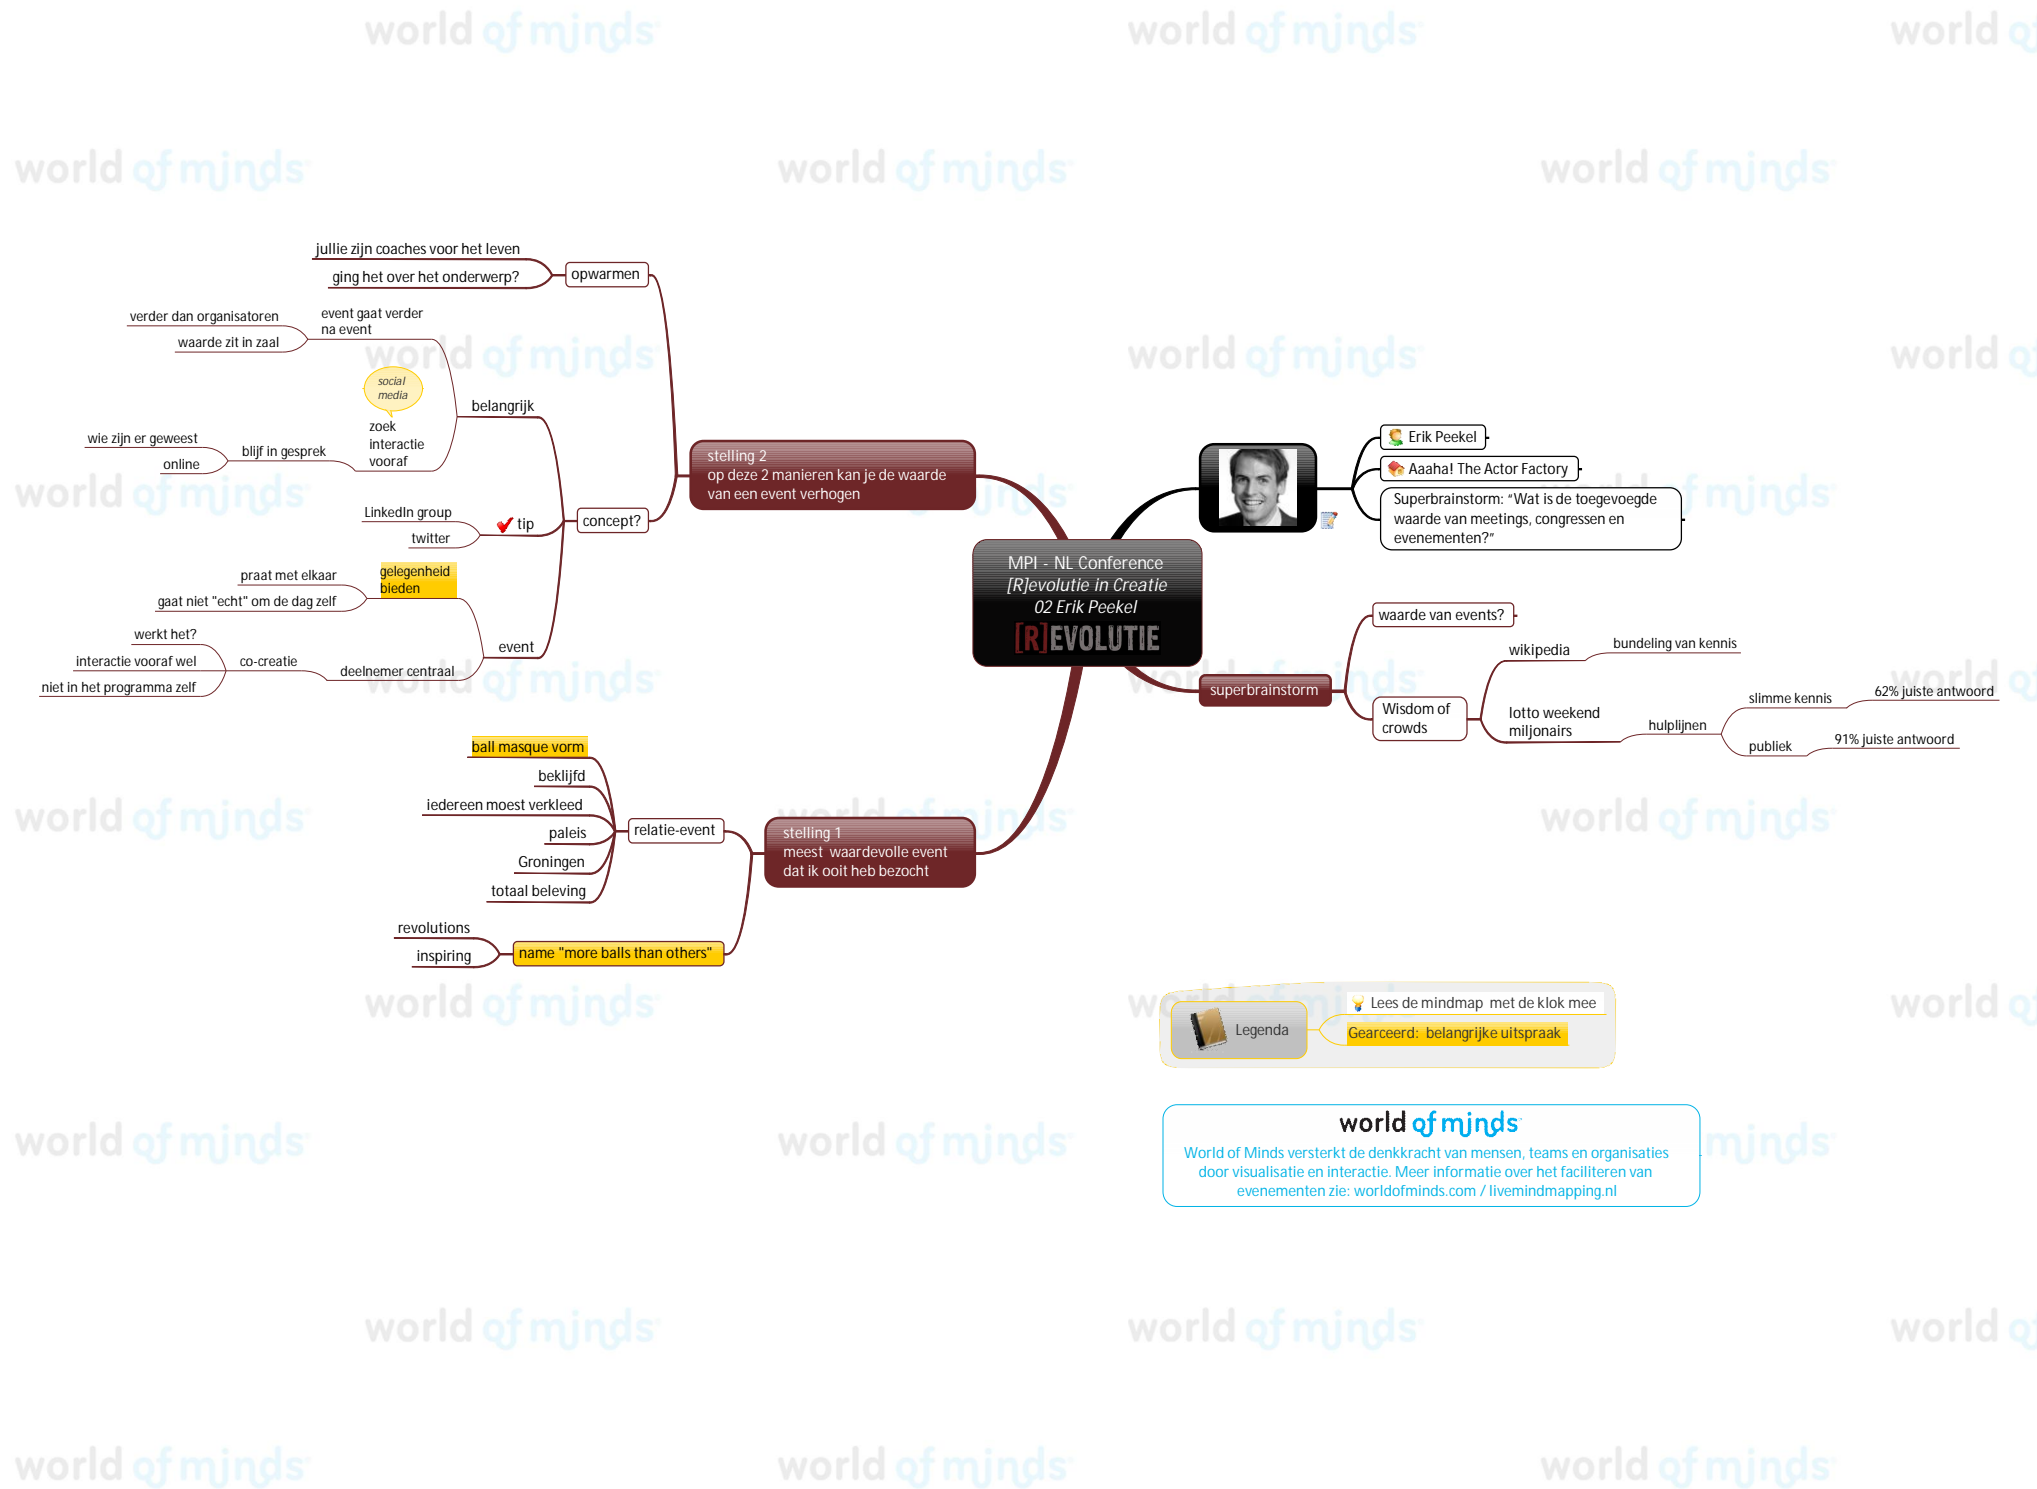 MPI - NL Conference
[R]evolutie in Creatie
02 Erik Peekel
[R]EVOLUTIE
Erik Peekel
Aaaha! The Actor Factory
Superbrainstorm: “Wat is de toegevoegde
waarde van meetings, congressen en
evenementen?”
superbrainstorm
waarde van events?
Wisdom of
crowds
wikipedia
bundeling van kennis
lotto weekend
miljonairs
hulplijnen
slimme kennis
62% juiste antwoord
publiek
91% juiste antwoord
stelling 1
meest  waardevolle event
dat ik ooit heb bezocht
relatie-event
ball masque vorm
beklijfd
iedereen moest verkleed
paleis
Groningen
totaal beleving
name "more balls than others"
revolutions
inspiring
stelling 2
op deze 2 manieren kan je de waarde
van een event verhogen
opwarmen
jullie zijn coaches voor het leven
ging het over het onderwerp?
concept?
belangrijk
event gaat verder
na event
verder dan organisatoren
waarde zit in zaal
social
media
zoek
interactie
vooraf
blijf in gesprek
wie zijn er geweest
online
tip
LinkedIn group
twitter
event
gelegenheid
bieden
praat met elkaar
gaat niet "echt" om de dag zelf
deelnemer centraal
co-creatie
werkt het?
interactie vooraf wel
niet in het programma zelf
Legenda
Lees de mindmap  met de klok mee
Gearceerd:  belangrijke uitspraak
world of minds
World of Minds versterkt de denkkracht van mensen, teams en organisaties
door visualisatie en interactie. Meer informatie over het faciliteren van
evenementen zie: worldofminds.com / livemindmapping.nl